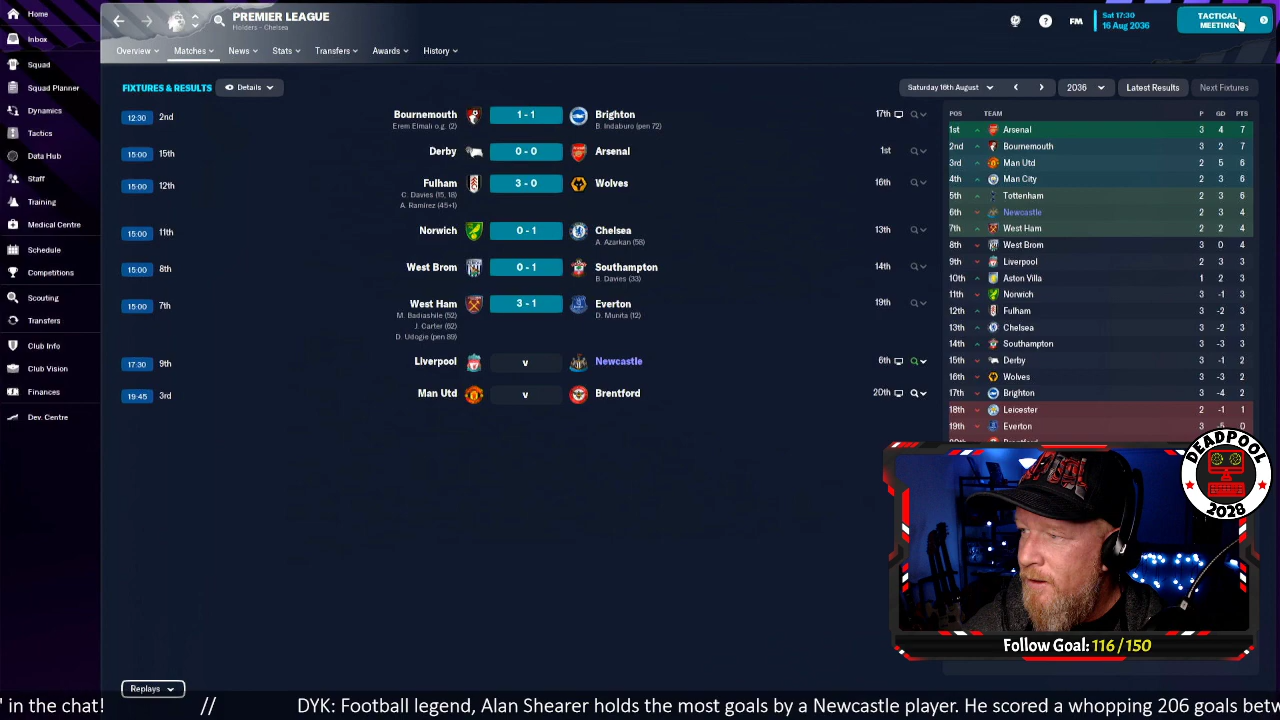 Home
Inbox
Squad
Squad Planner
Dynamics
Tactics
Data Hub
Staff
Training
Medical Centre
Schedule
Competitions
Scouting
Transfers
Club Info
Club Vision
Finances
Dev. Centre
PREMIER LEAGUE
Holders - Chelsea
FM
Sat 17:30
16 Aug 2036
TACTICAL
MEETING
Overview
Matches
News
Stats
Transfers
Awards
History
FIXTURES & RESULTS
Details
Saturday 16th August
2036
Latest Results
Next Fixtures
12:30 2nd Bournemouth 1 - 1 Brighton 17th
Erem Elmalı o.g. (2) B. Indaburo (pen 72)
15:00 15th Derby 0 - 0 Arsenal 1st
15:00 12th Fulham 3 - 0 Wolves 16th
C. Davies (15, 18)
A. Ramírez (45+1)
15:00 11th Norwich 0 - 1 Chelsea 13th
A. Azarkan (58)
15:00 8th West Brom 0 - 1 Southampton 14th
B. Davies (33)
15:00 7th West Ham 3 - 1 Everton 19th
M. Badiashile (52) D. Munita (12)
J. Carter (62)
D. Udogie (pen 89)
17:30 9th Liverpool v Newcastle 6th
19:45 3rd Man Utd v Brentford 20th
POS TEAM P GD PTS
1st Arsenal 3 4 7
2nd Bournemouth 3 2 7
3rd Man Utd 2 5 6
4th Man City 2 3 6
5th Tottenham 2 3 6
6th Newcastle 2 3 4
7th West Ham 2 2 4
8th West Brom 3 0 4
9th Liverpool 2 3 3
10th Aston Villa 1 2 3
11th Norwich 3 -1 3
12th Fulham 3 -2 3
13th Chelsea 3 -2 3
14th Southampton 3 -3 3
15th Derby 3 -1 2
16th Wolves 3 -3 2
17th Brighton 3 -4 2
18th Leicester 2 -1 1
19th Everton 3 -5 0
DEADPOOL
2028
Follow Goal: 116 / 150
Replays
' in the chat! // DYK: Football legend, Alan Shearer holds the most goals by a Newcastle player. He scored a whopping 206 goals betw